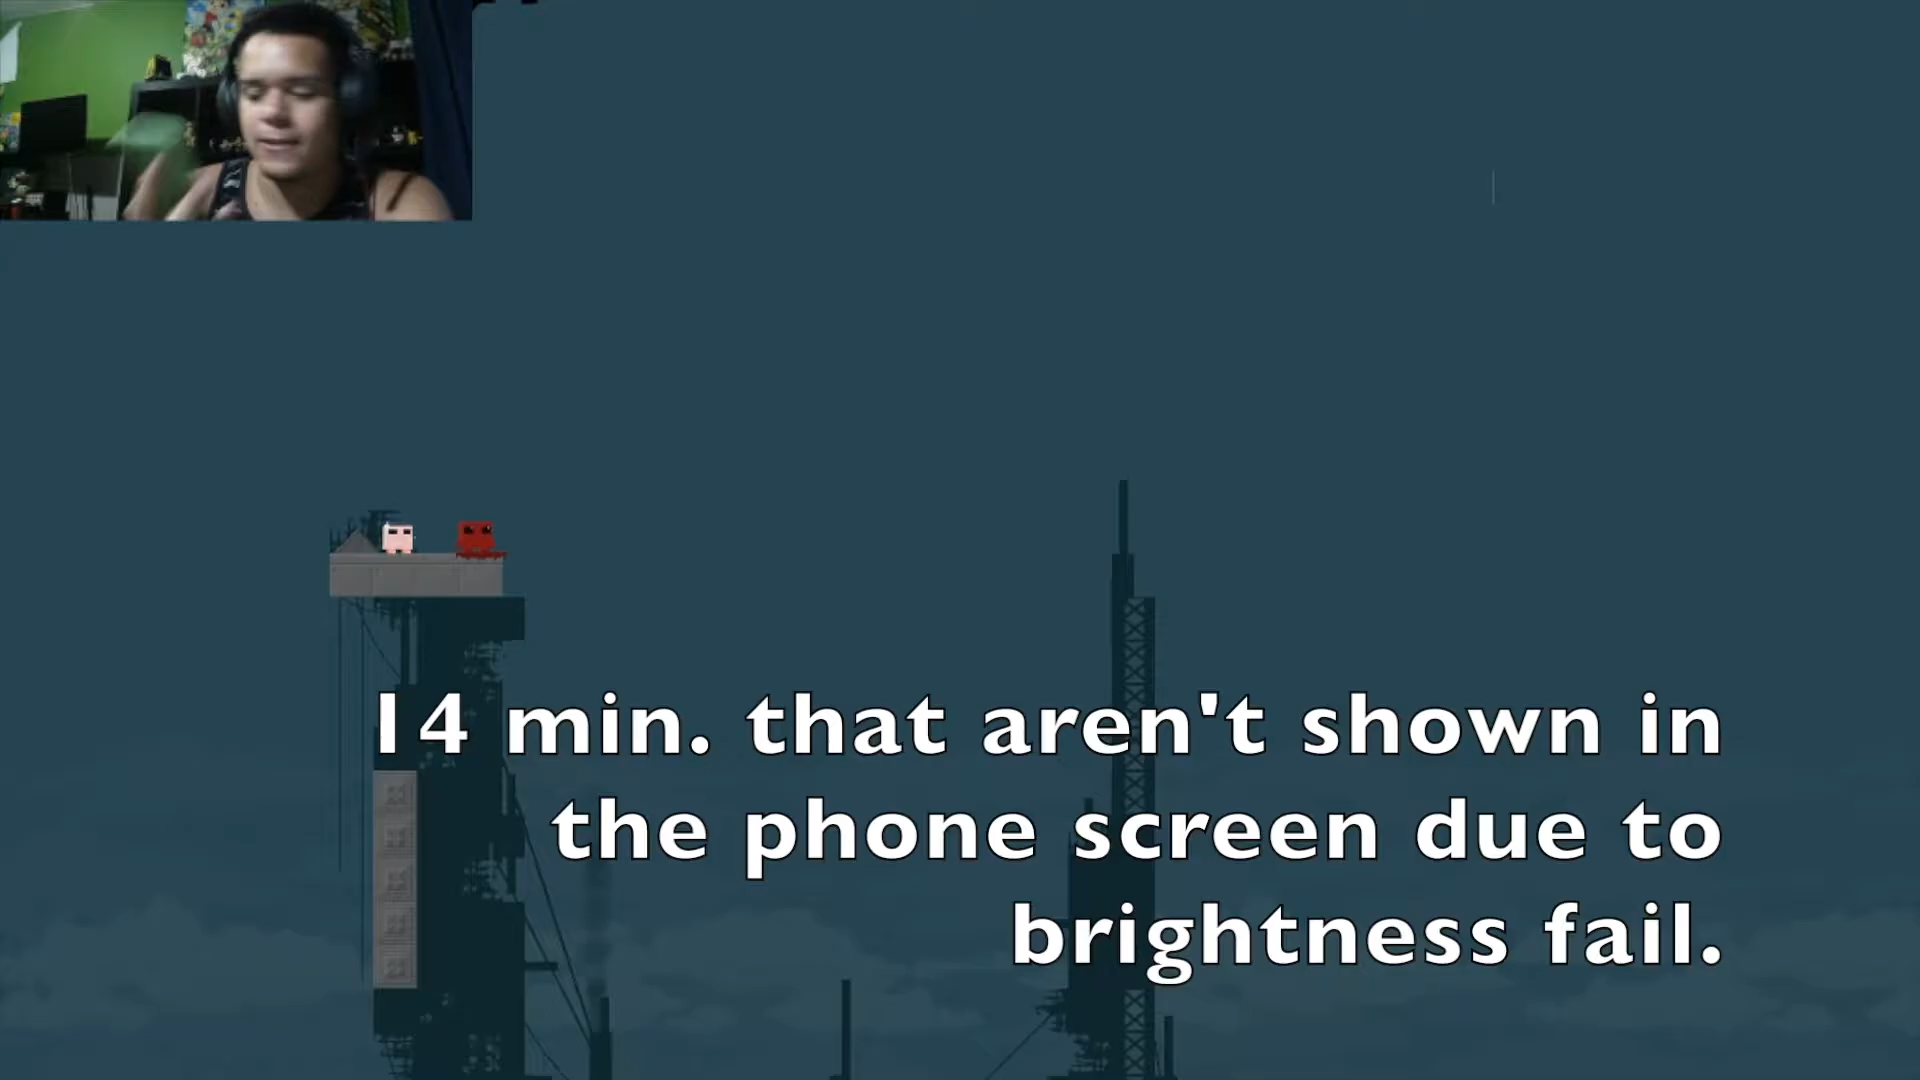 14 min. that aren't shown in
the phone screen due to
brightness fail.